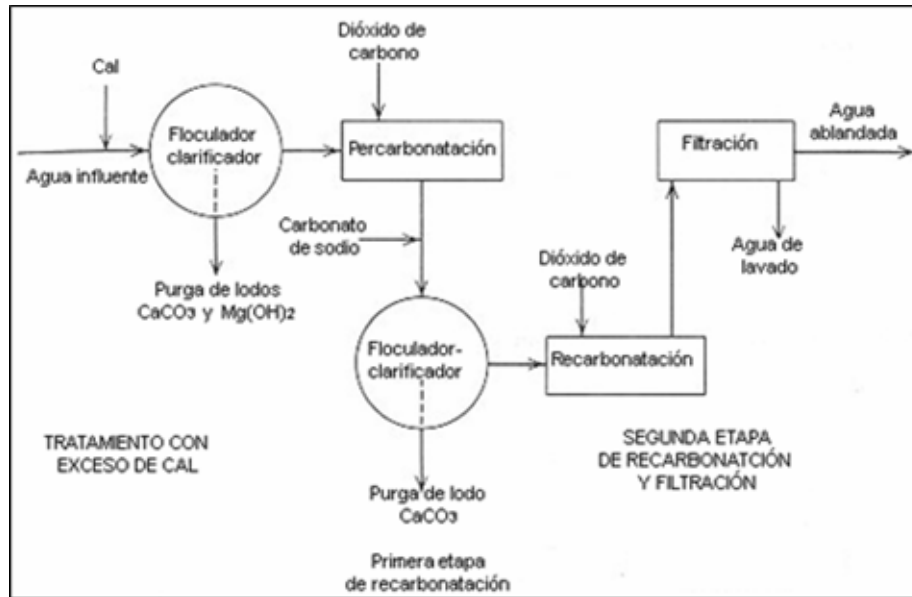 Dióxido de
carbono
Cal
Floculador
clarificador
Percarbonatación
Filtración
Agua
ablandada
Agua influente
Carbonato
de sodio
Agua de
lavado
Dióxido de
carbono
Purga de lodos
CaCO3 y Mg(OH)2
Floculador-
clarificador
Recarbonatación
TRATAMIENTO CON
EXCESO DE CAL
SEGUNDA ETAPA
DE RECARBONATCIÓN
Y FILTRACIÓN
Purga de lodo
CaCO3
Primera etapa
de recarbonatación